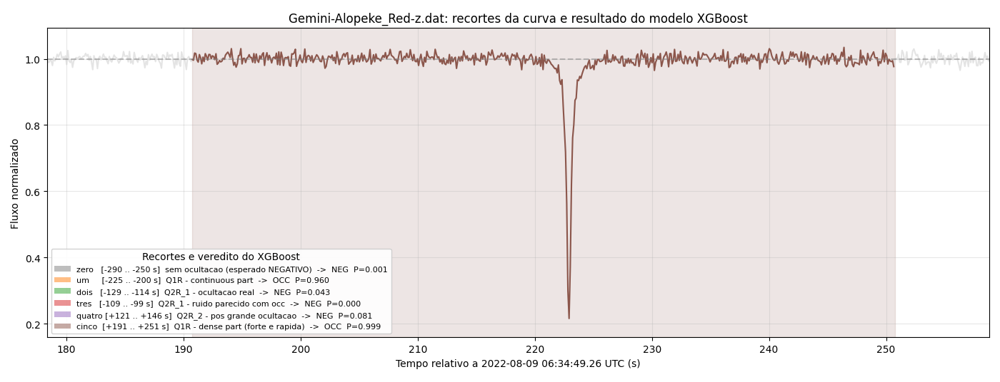 Gemini-Alopeke_Red-z.dat: recortes da curva e resultado do modelo XGBoost
Fluxo normalizado
1.0
0.8
0.6
0.4
0.2
Recortes e veredito do XGBoost
zero [-290 .. -250 s] sem ocultacao (esperado NEGATIVO) -> NEG P=0.001
um [-225 .. -200 s] Q1R - continuous part -> OCC P=0.960
dois [-129 .. -114 s] Q2R_1 - ocultacao real -> NEG P=0.043
tres [-109 .. -99 s] Q2R_1 - ruido parecido com occ -> NEG P=0.000
quatro [+121 .. +146 s] Q2R_2 - pos grande ocultacao -> NEG P=0.081
cinco [+191 .. +251 s] Q1R - dense part (forte e rapida) -> OCC P=0.999
180 190 200 210 220 230 240 250
Tempo relativo a 2022-08-09 06:34:49.26 UTC (s)